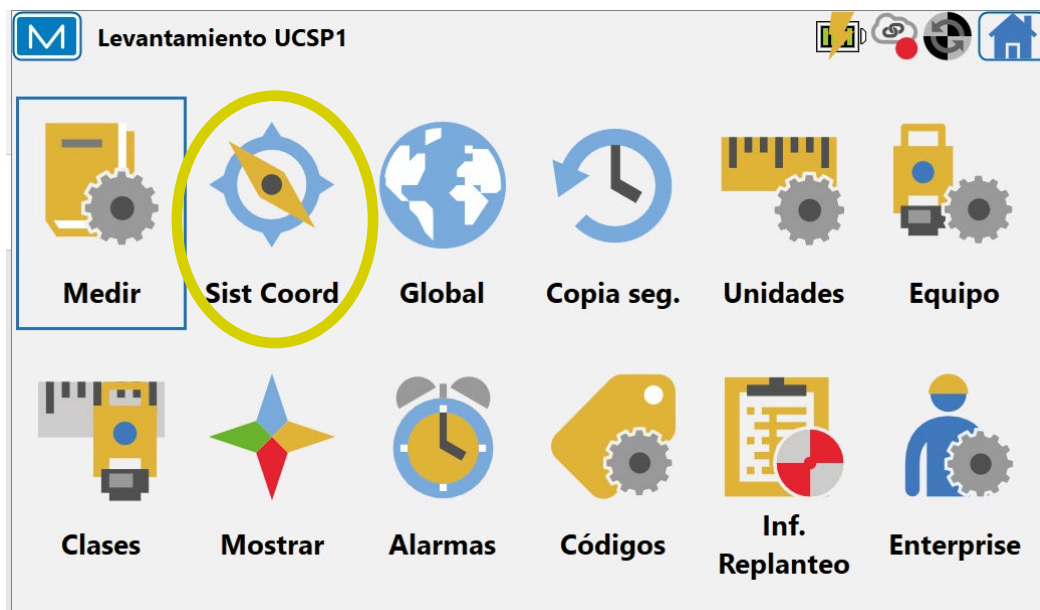 M Levantamiento UCSP1
Medir Sist Coord Global Copia seg. Unidades Equipo
Clases Mostrar Alarmas Códigos Inf. Replanteo Enterprise